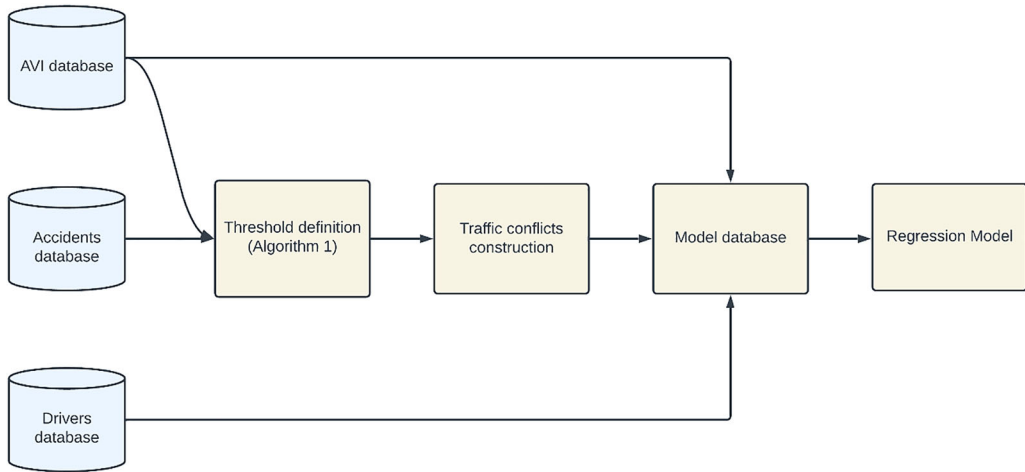 AVI database
Accidents
database
Threshold definition
(Algorithm 1)
Traffic conflicts
construction
Model database
Regression Model
Drivers
database